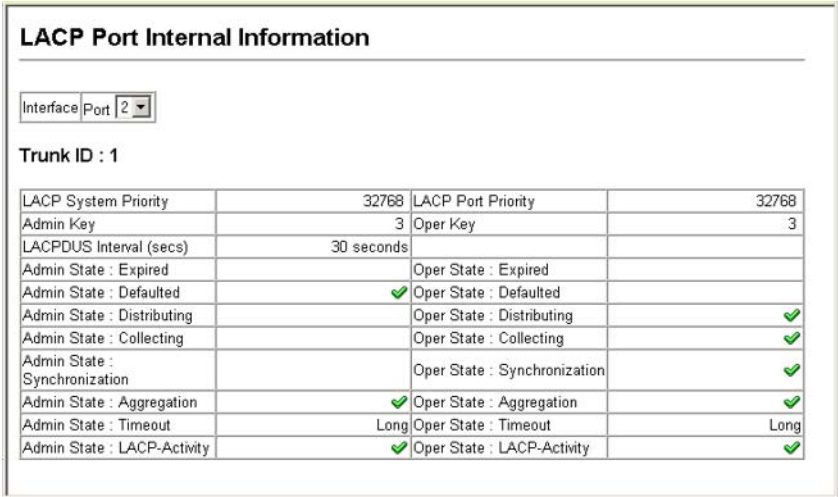 LACP Port Internal Information
Interface Port 2
Trunk ID : 1
LACP System Priority 32768 LACP Port Priority 32768
Admin Key 3 Oper Key 3
LACPDUS Interval (secs) 30 seconds
Admin State : Expired Oper State : Expired
Admin State : Defaulted Oper State : Defaulted
Admin State : Distributing Oper State : Distributing
Admin State : Collecting Oper State : Collecting
Admin State :
Synchronization Oper State : Synchronization
Admin State : Aggregation Oper State : Aggregation
Admin State : Timeout Long Oper State : Timeout Long
Admin State : LACP-Activity Oper State : LACP-Activity